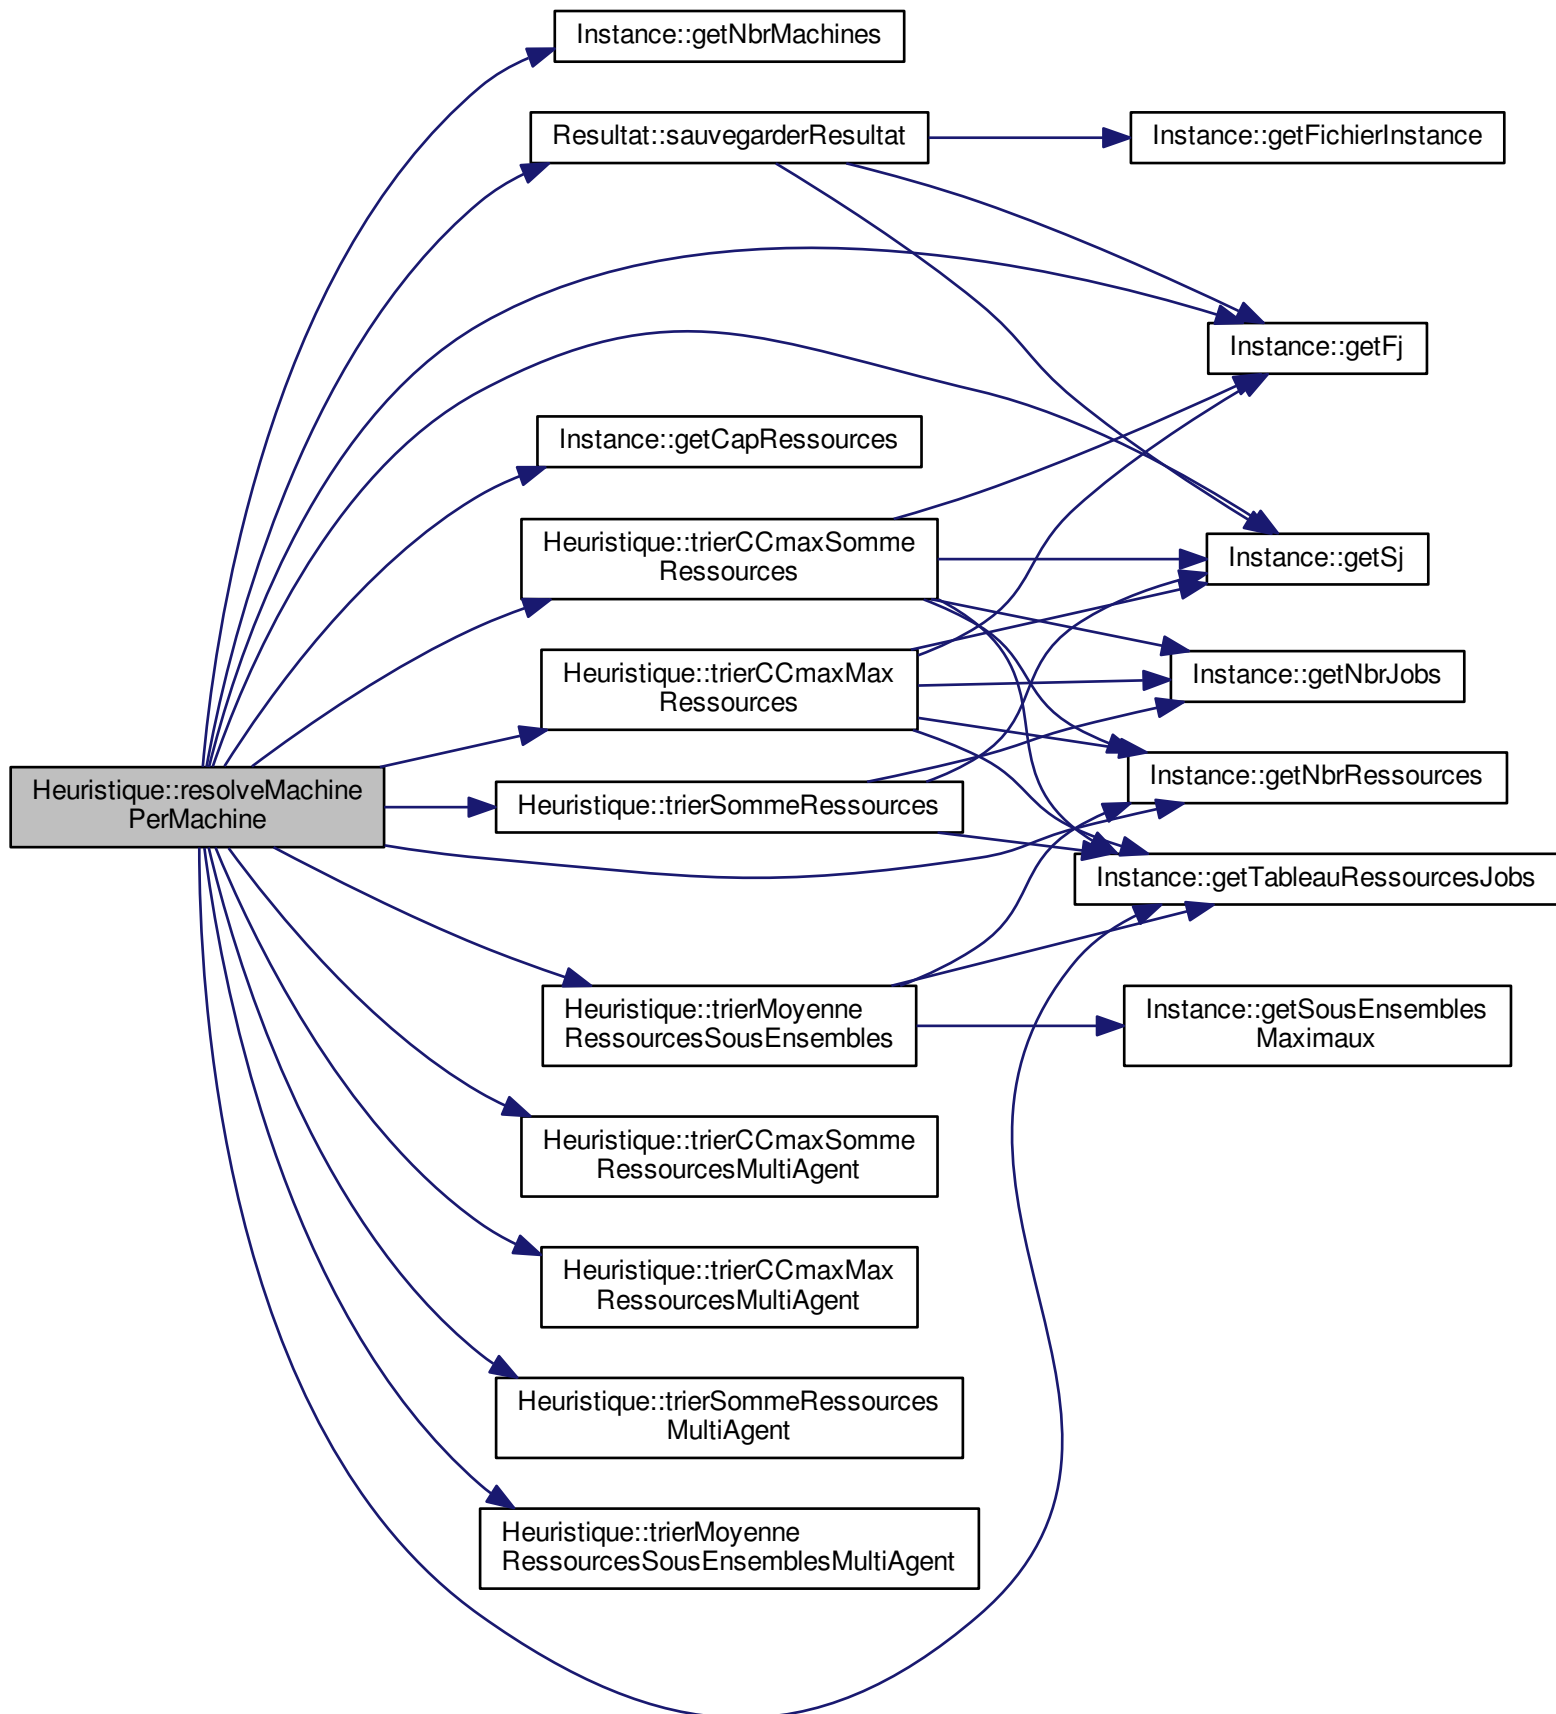 Instance::getNbrMachines
Resultat::sauvegarderResultat
Instance::getFichierInstance
Instance::getFj
Instance::getCapRessources
Heuristique::trierCCmaxSomme
Ressources
Instance::getSj
Heuristique::trierCCmaxMax
Ressources
Instance::getNbrJobs
Heuristique::resolveMachine
PerMachine
Heuristique::trierSommeRessources
Instance::getNbrRessources
Instance::getTableauRessourcesJobs
Heuristique::trierMoyenne
RessourcesSousEnsembles
Instance::getSousEnsembles
Maximaux
Heuristique::trierCCmaxSomme
RessourcesMultiAgent
Heuristique::trierCCmaxMax
RessourcesMultiAgent
Heuristique::trierSommeRessources
MultiAgent
Heuristique::trierMoyenne
RessourcesSousEnsemblesMultiAgent